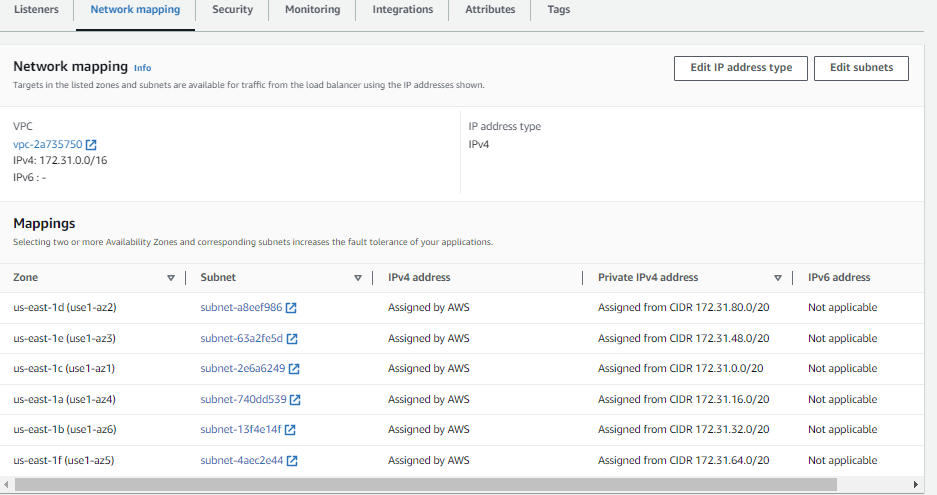 Listeners Network mapping Security Monitoring Integrations Attributes Tags
Network mapping Info
Edit IP address type Edit subnets
Targets in the listed zones and subnets are available for traffic from the load balancer using the IP addresses shown.
VPC IP address type
vpc-2a735750 IPv4
IPv4: 172.31.0.0/16
IPv6 : -
Mappings
Selecting two or more Availability Zones and corresponding subnets increases the fault tolerance of your applications.
Zone Subnet IPv4 address Private IPv4 address IPv6 address
us-east-1d (use1-az2) subnet-a8eef986 Assigned by AWS Assigned from CIDR 172.31.80.0/20 Not applicable
us-east-1e (use1-az3) subnet-63a2fe5d Assigned by AWS Assigned from CIDR 172.31.48.0/20 Not applicable
us-east-1c (use1-az1) subnet-2e6a6249 Assigned by AWS Assigned from CIDR 172.31.0.0/20 Not applicable
us-east-1a (use1-az4) subnet-740dd539 Assigned by AWS Assigned from CIDR 172.31.16.0/20 Not applicable
us-east-1b (use1-az6) subnet-13f4e14f Assigned by AWS Assigned from CIDR 172.31.32.0/20 Not applicable
us-east-1f (use1-az5) subnet-4aec2e44 Assigned by AWS Assigned from CIDR 172.31.64.0/20 Not applicable